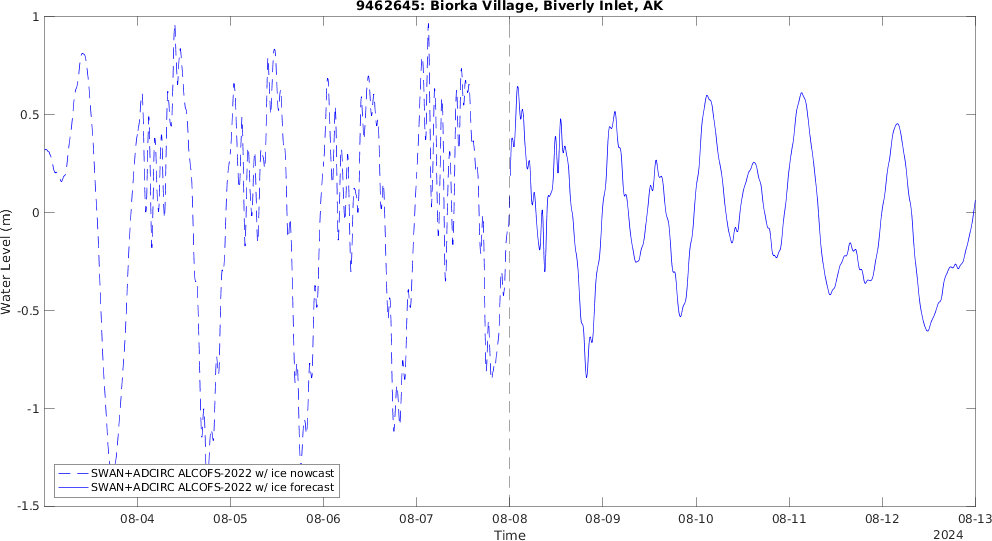 9462645: Biorka Village, Biverly Inlet, AK
Water Level (m)
1
0.5
0
-0.5
-1
-1.5
SWAN+ADCIRC ALCOFS-2022 w/ ice nowcast
SWAN+ADCIRC ALCOFS-2022 w/ ice forecast
08-04 08-05 08-06 08-07 08-08 08-09 08-10 08-11 08-12 08-13
Time
2024